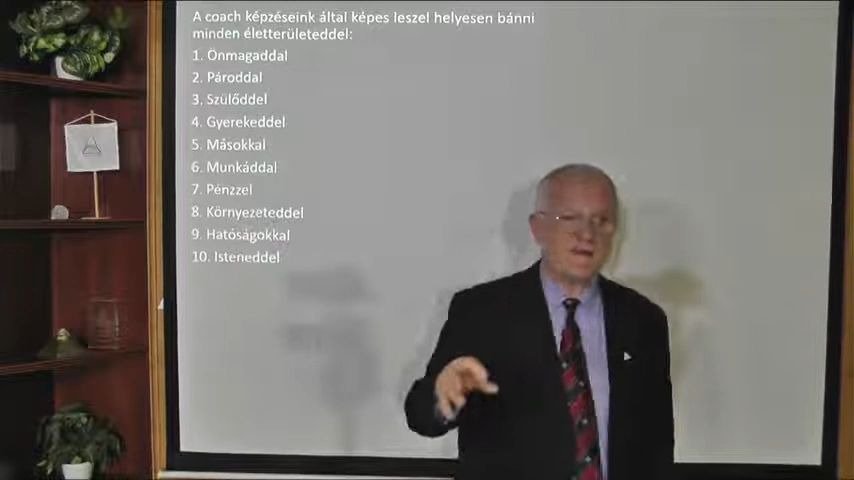 A coach képzéseink által képes leszel helyesen bánni
minden életterületeddel:
1. Önmagaddal
2. Pároddal
3. Szülőddel
4. Gyerekeddel
5. Másokkal
6. Munkáddal
7. Pénzzel
8. Környezeteddel
9. Hatóságokkal
10. Isteneddel